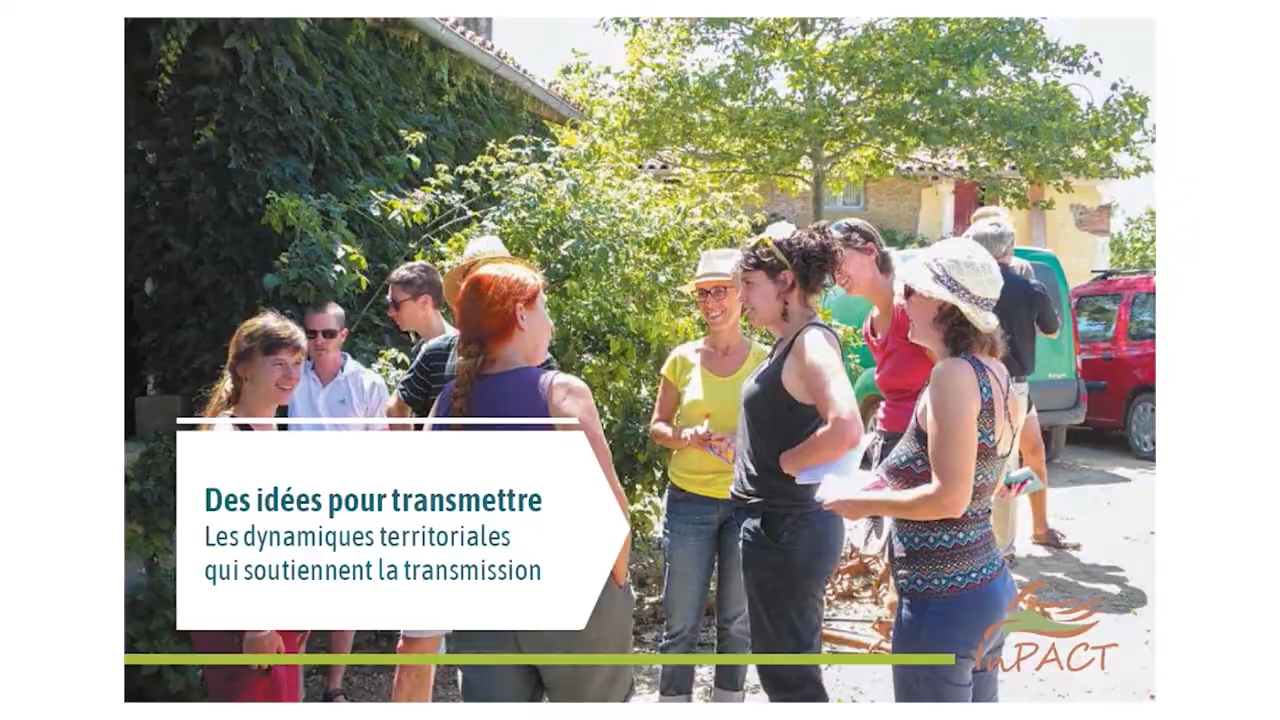 Des idées pour transmettre
Les dynamiques territoriales
qui soutiennent la transmission
InPACT